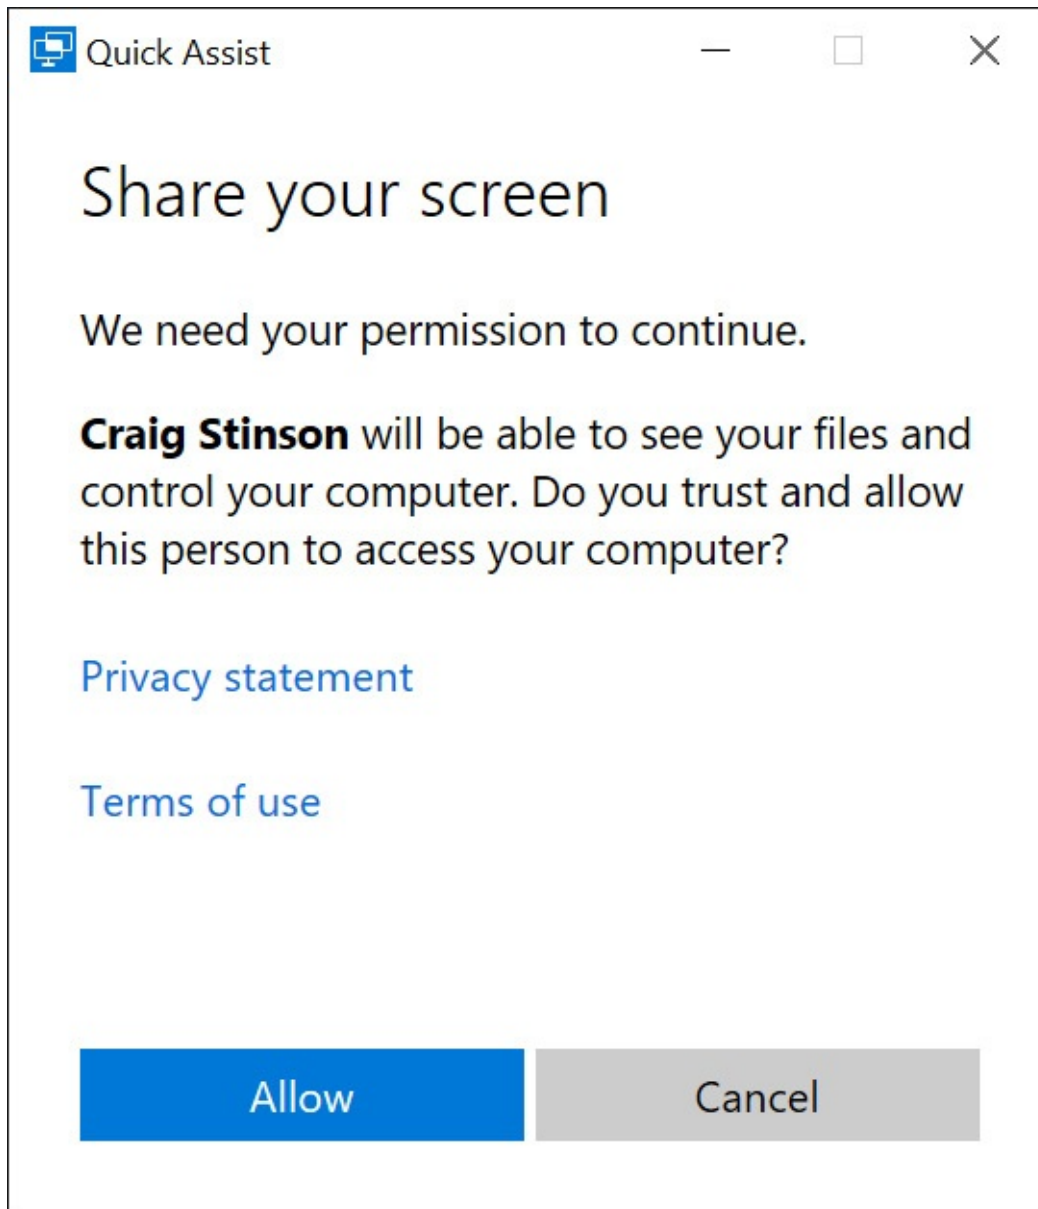 Quick Assist
Share your screen
We need your permission to continue.
Craig Stinson will be able to see your files and
control your computer. Do you trust and allow
this person to access your computer?
Privacy statement
Terms of use
Allow Cancel